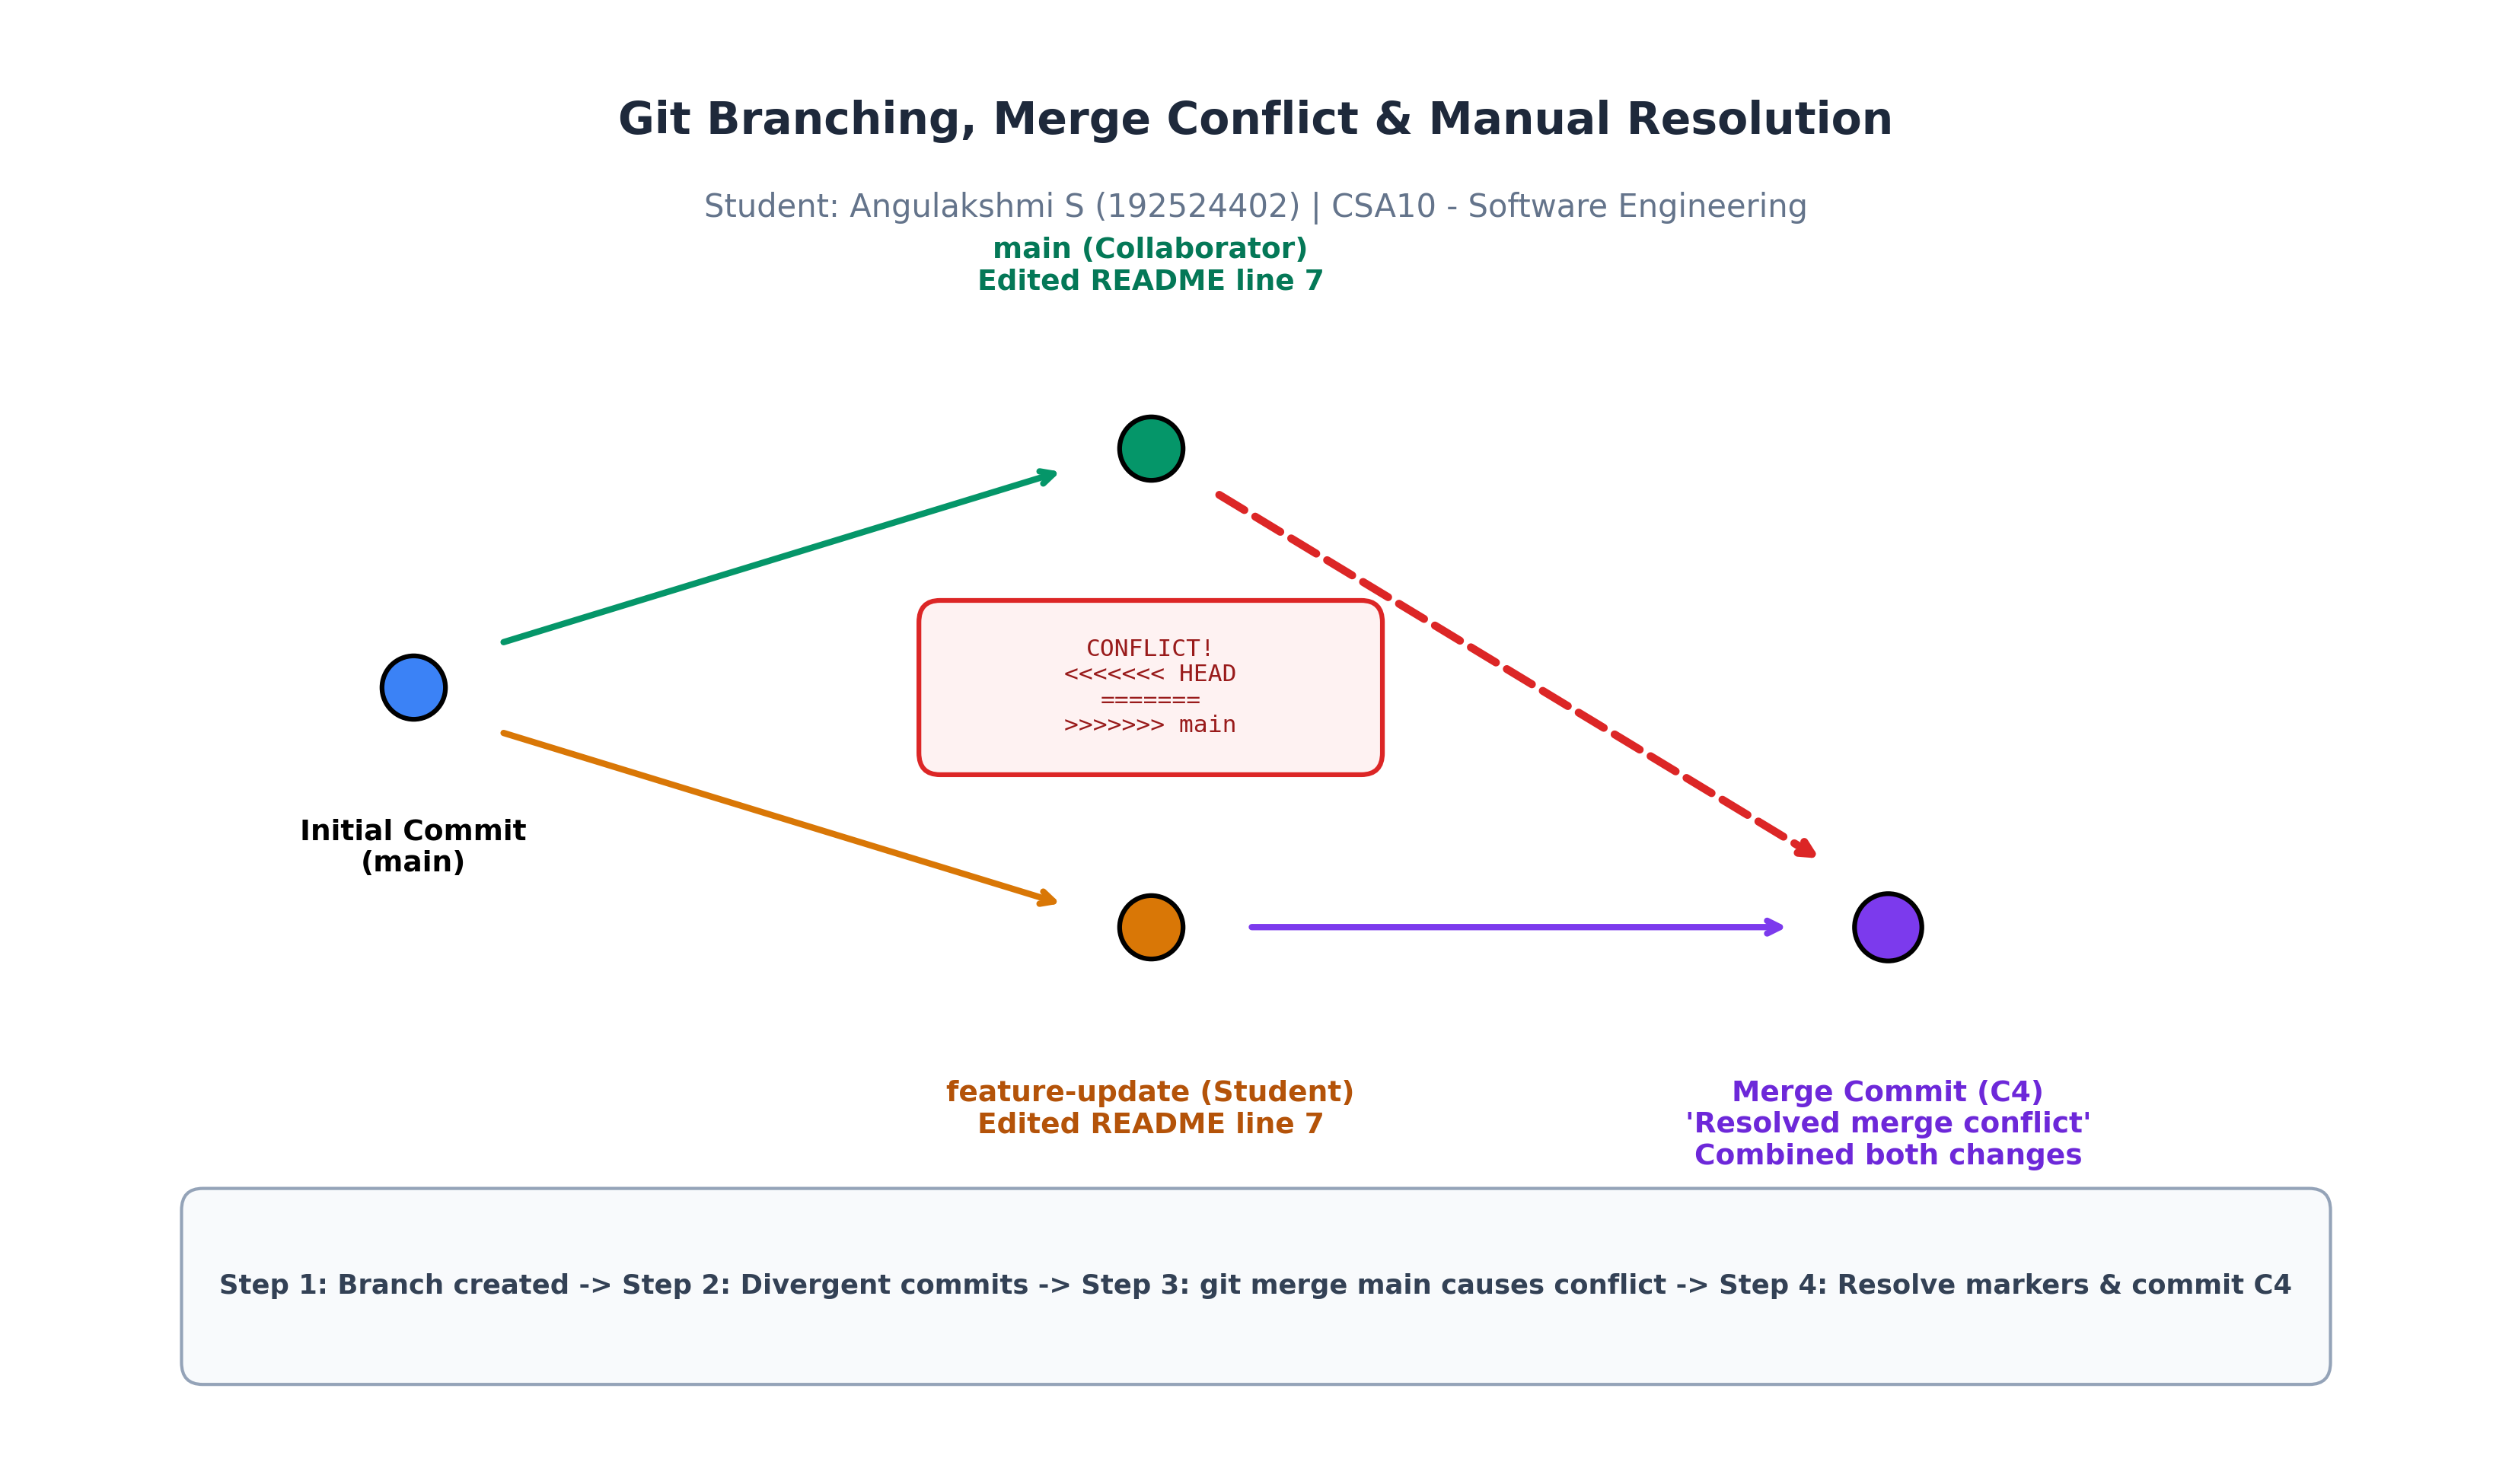 Git Branching, Merge Conflict & Manual Resolution
Student: Angulakshmi S (192524402) | CSA10 - Software Engineering
main (Collaborator)
Edited README line 7
CONFLICT!
<<<<<<< HEAD
=======
>>>>>>> main
Initial Commit
(main)
feature-update (Student)
Edited README line 7
Merge Commit (C4)
'Resolved merge conflict'
Combined both changes
Step 1: Branch created -> Step 2: Divergent commits -> Step 3: git merge main causes conflict -> Step 4: Resolve markers & commit C4